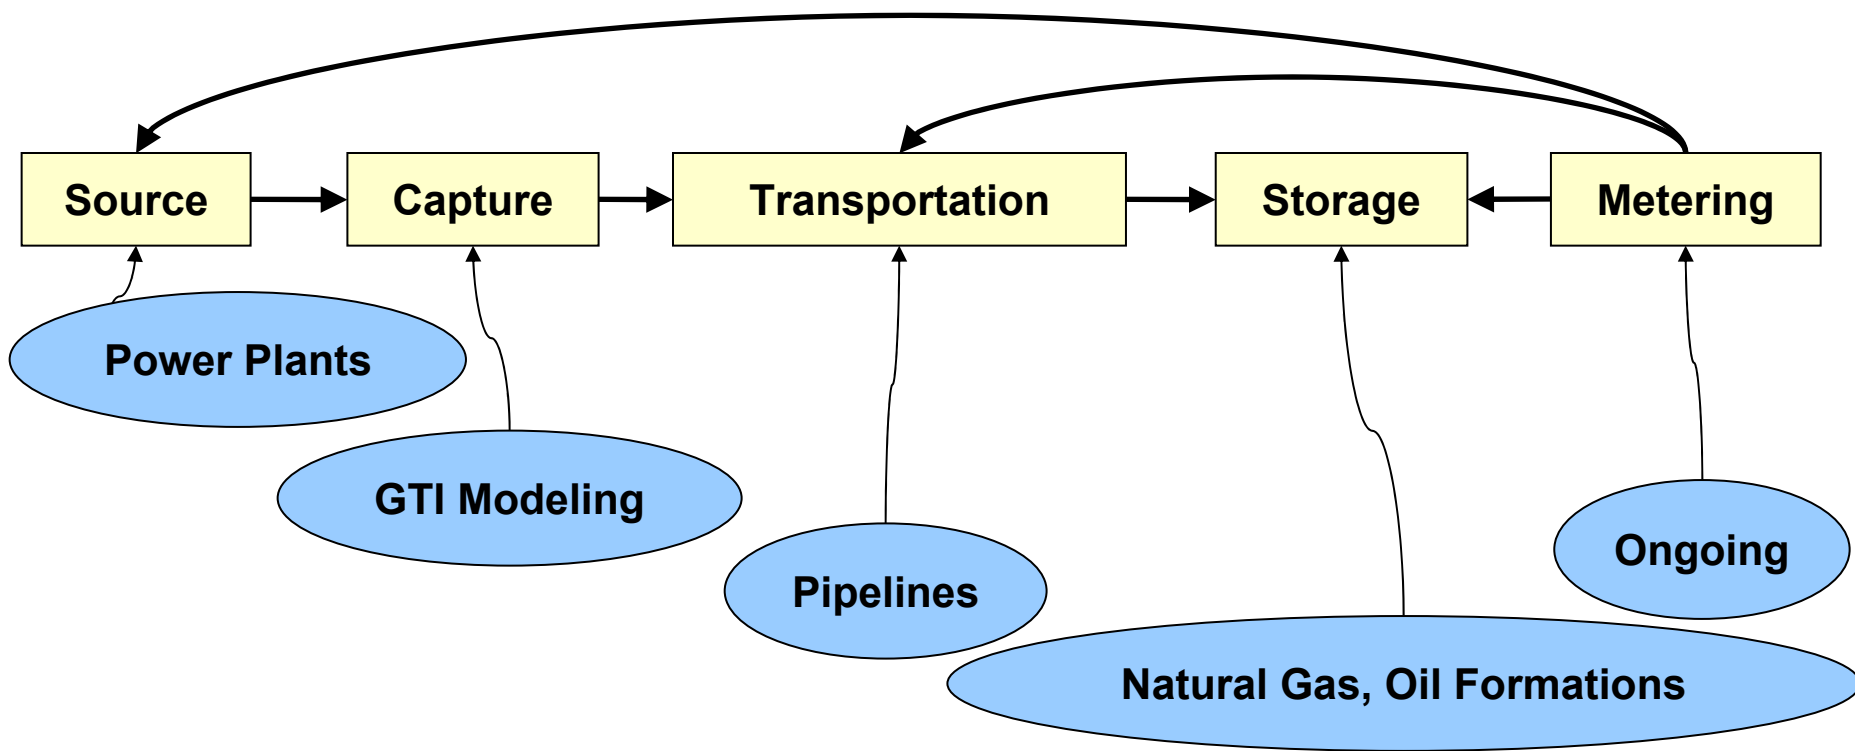 Source
Capture
Transportation
Storage
Metering
Power Plants
GTI Modeling
Pipelines
Ongoing
Natural Gas, Oil Formations